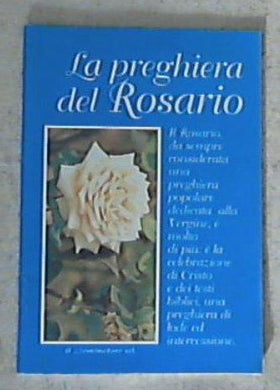 La preghiera
del Rosario
Il Rosario,
da sempre
considerata
una
preghiera
popolare
dedicata alla
Vergine, è
molto
di più: è la
celebrazione
di Cristo
e dei testi
biblici, una
preghiera di
lode ed
intercessione.
il